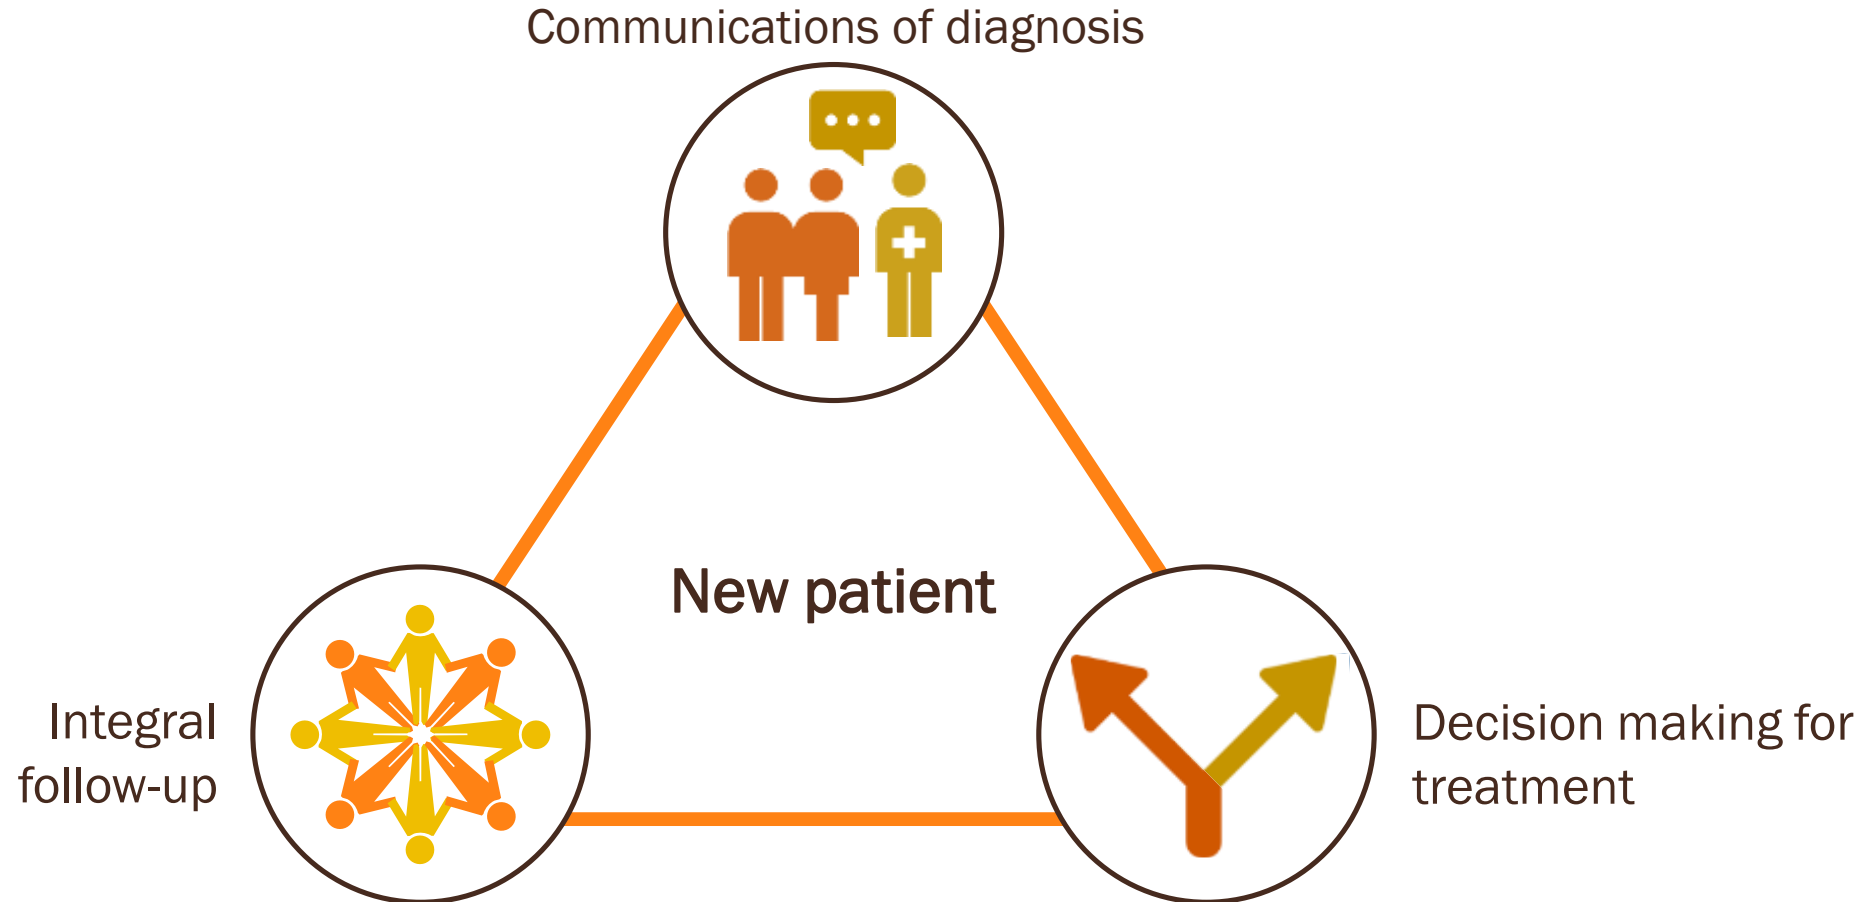 Communications of diagnosis
New patient
Integral
follow-up
Decision making for
treatment